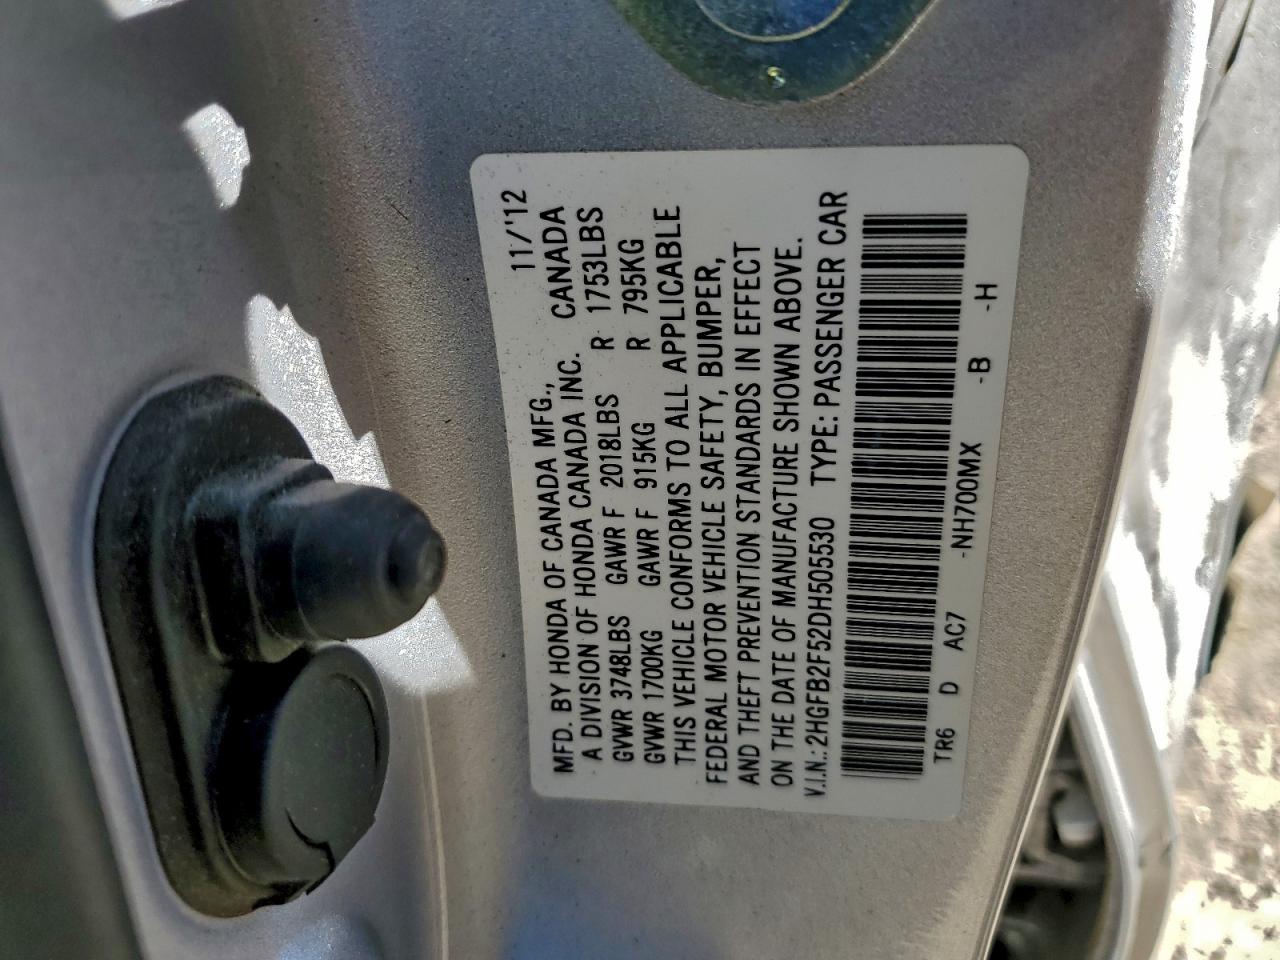 MFD. BY HONDA OF CANADA MFG., 11/'12
A DIVISION OF HONDA CANADA INC. CANADA
GVWR 3748LBS GAWR F 2018LBS R 1753LBS
GVWR 1700KG GAWR F 915KG R 795KG
THIS VEHICLE CONFORMS TO ALL APPLICABLE
FEDERAL MOTOR VEHICLE SAFETY, BUMPER,
AND THEFT PREVENTION STANDARDS IN EFFECT
ON THE DATE OF MANUFACTURE SHOWN ABOVE.
V.I.N.: 2HGFB2F52DH505530 TYPE: PASSENGER CAR
TR6 D AC7 -NH700MX -B -H